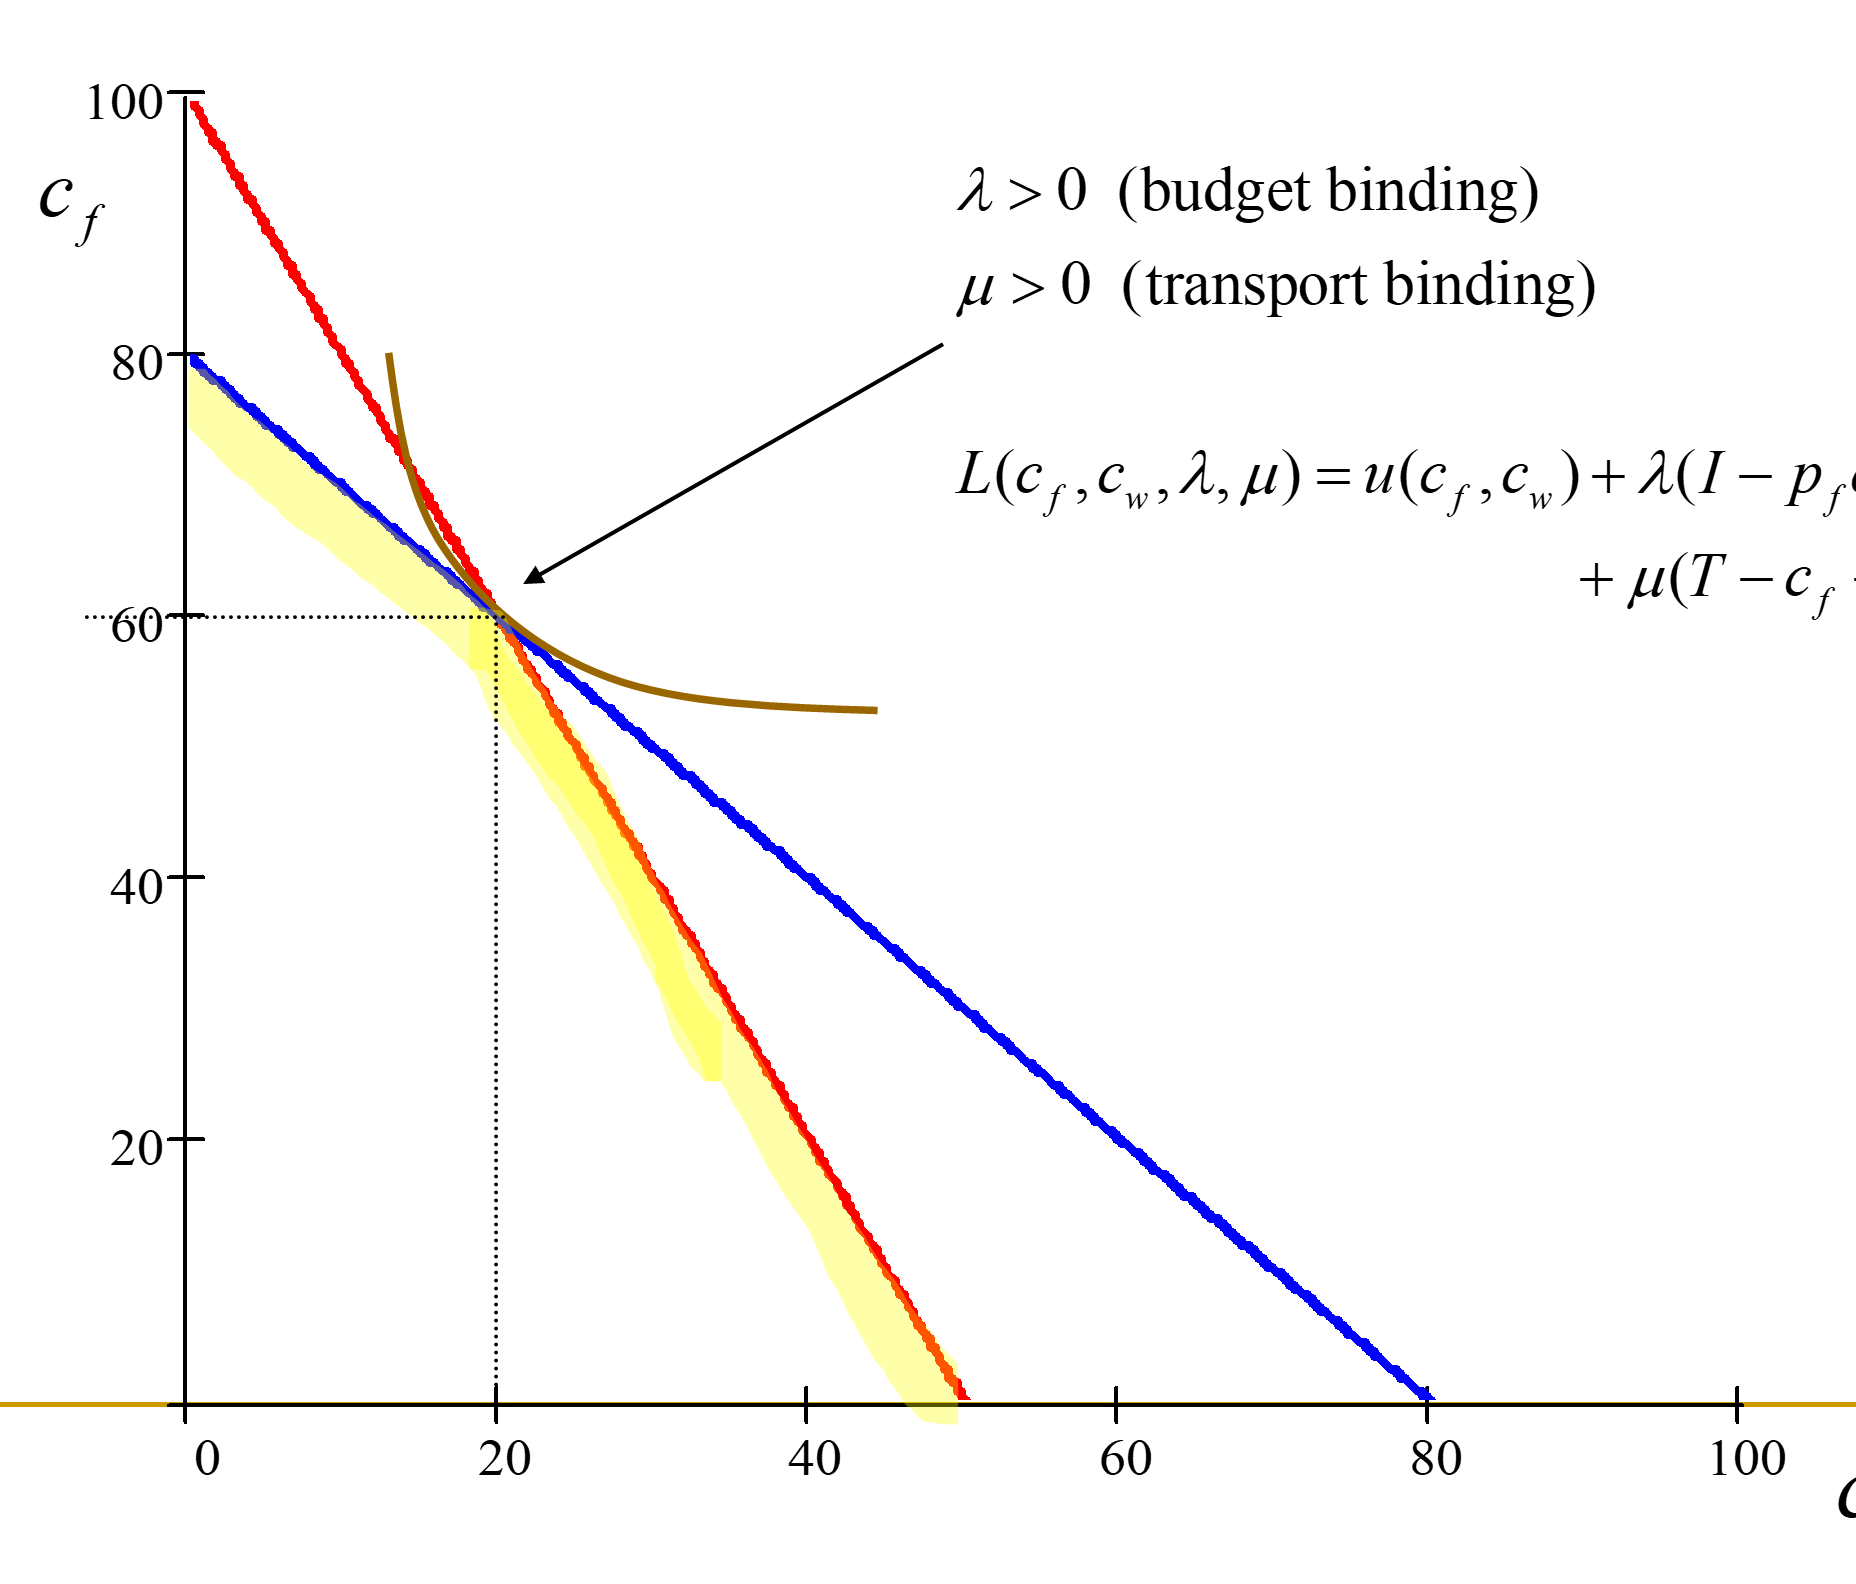 100
c_f
λ > 0 (budget binding)
μ > 0 (transport binding)
80
L(c_f, c_w, λ, μ) = u(c_f, c_w) + λ(I − p_f
+ μ(T − c_f
60
40
20
0 20 40 60 80 100